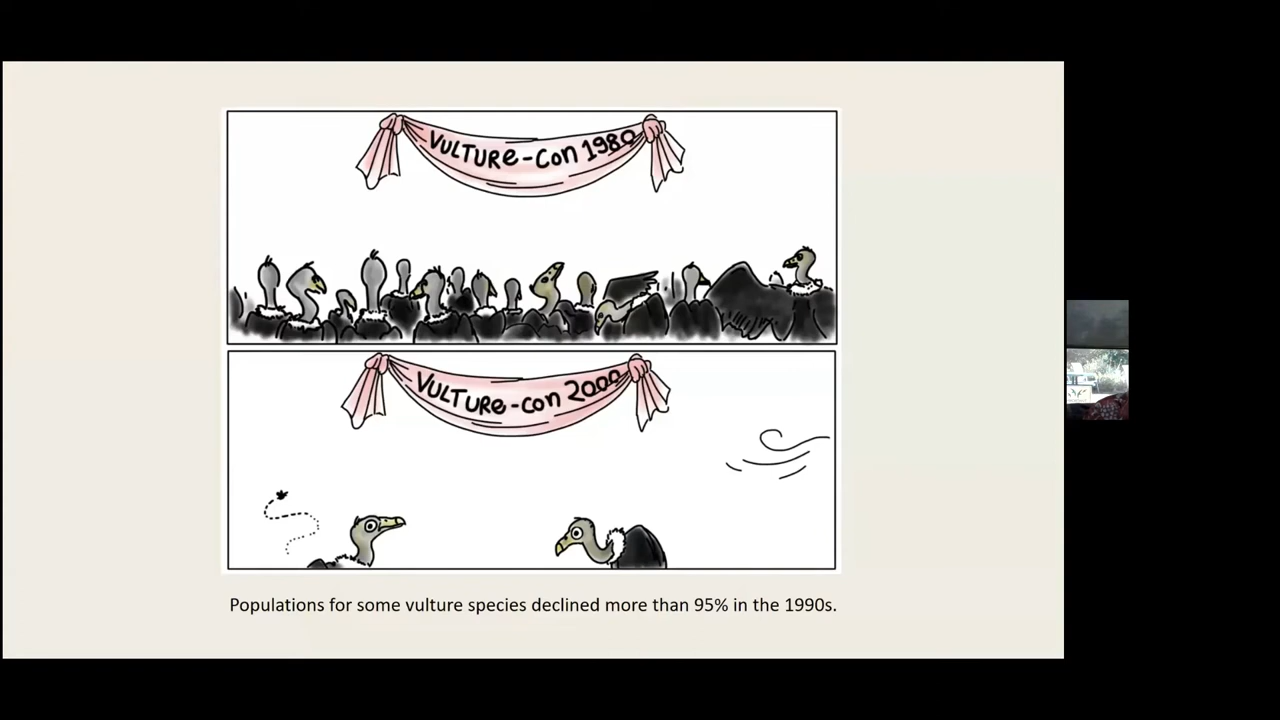 VULTURe-CON 1980
VULTURe-CON 2000
Populations for some vulture species declined more than 95% in the 1990s.